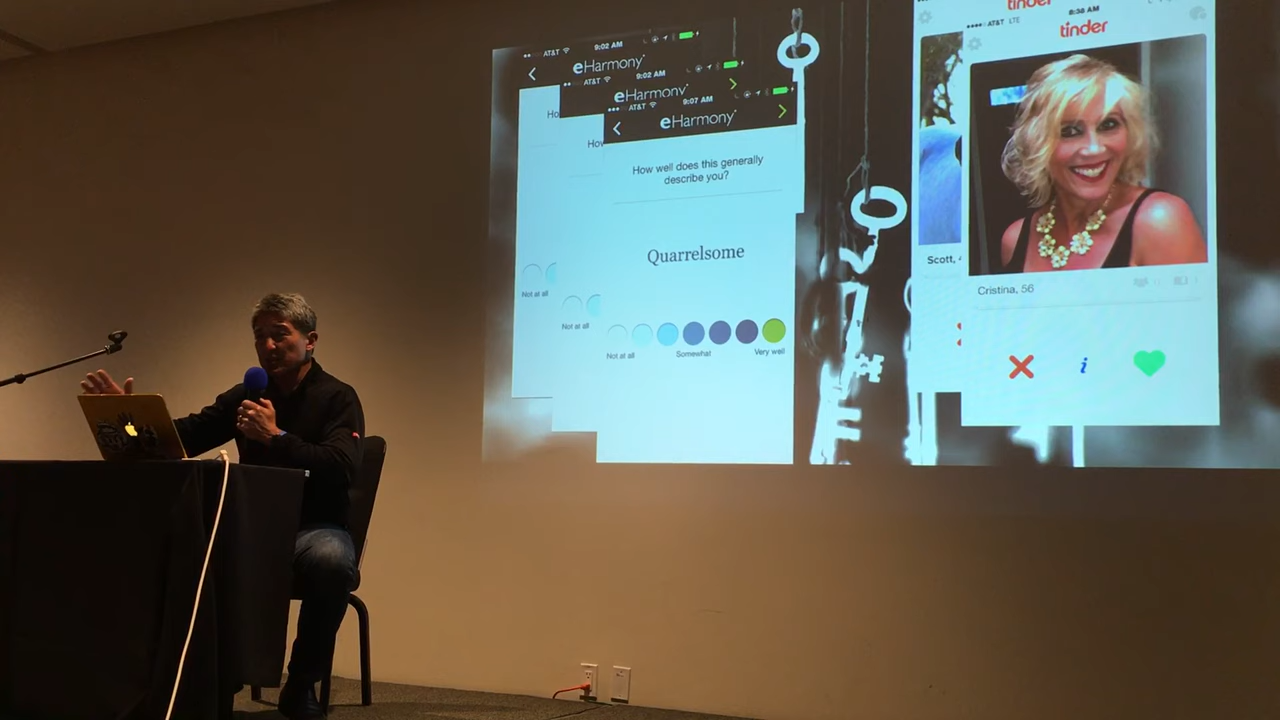 AT&T 9:02 AM
eHarmony
AT&T 9:02 AM
eHarmony
AT&T 9:07 AM
eHarmony
Ho
How
How well does this generally
describe you?
Quarrelsome
Not at all
Not at all
Not at all Somewhat Very well
tinder
AT&T LTE 8:38 AM
tinder
Scott,
Cristina, 56
i